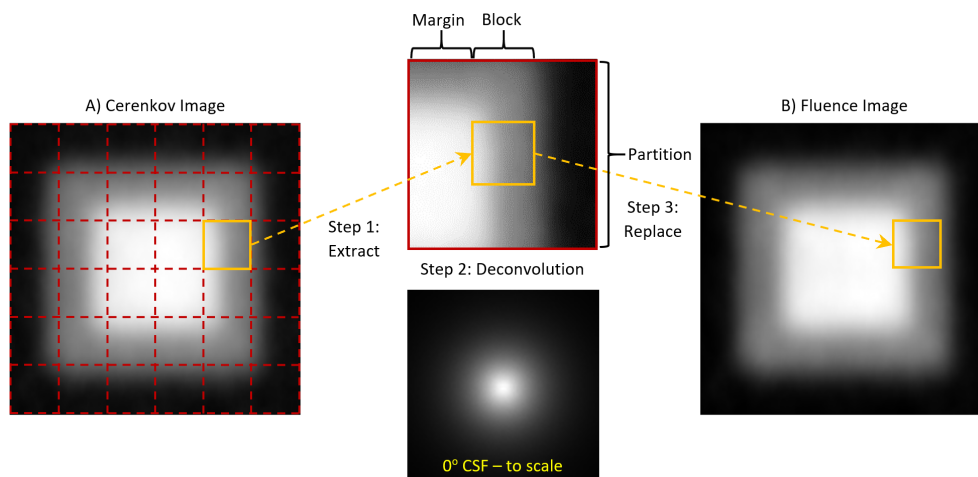 Margin Block
A) Cerenkov Image
B) Fluence Image
Partition
Step 1:
Extract
Step 3:
Replace
Step 2: Deconvolution
0º CSF – to scale